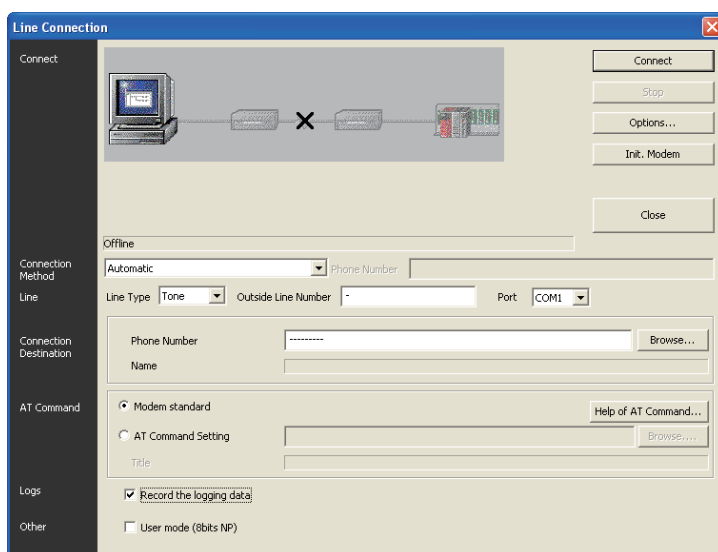 Line Connection
Connect
Connect
Stop
Options...
Init. Modem
Close
Offline
Connection
Method
Automatic
Phone Number
Line
Line Type
Tone
Outside Line Number
-
Port
COM1
Connection
Destination
Phone Number
---------
Browse...
Name
AT Command
Modem standard
Help of AT Command...
AT Command Setting
Browse....
Title
Logs
Record the logging data
Other
User mode (8bits NP)